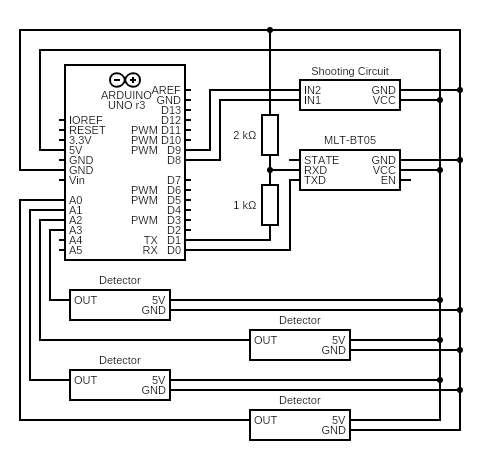 Shooting Circuit
IN2 GND
IN1 VCC
ARDUINO
UNO r3
AREF
GND
D13
IOREF D12
RESET PWM D11
3.3V PWM D10
5V PWM D9
GND D8
GND
Vin D7
PWM D6
A0 PWM D5
A1 D4
A2 PWM D3
A3 D2
A4 TX D1
A5 RX D0
2 kΩ
1 kΩ
MLT-BT05
STATE GND
RXD VCC
TXD EN
Detector
OUT 5V
GND
Detector
OUT 5V
GND
Detector
OUT 5V
GND
Detector
OUT 5V
GND